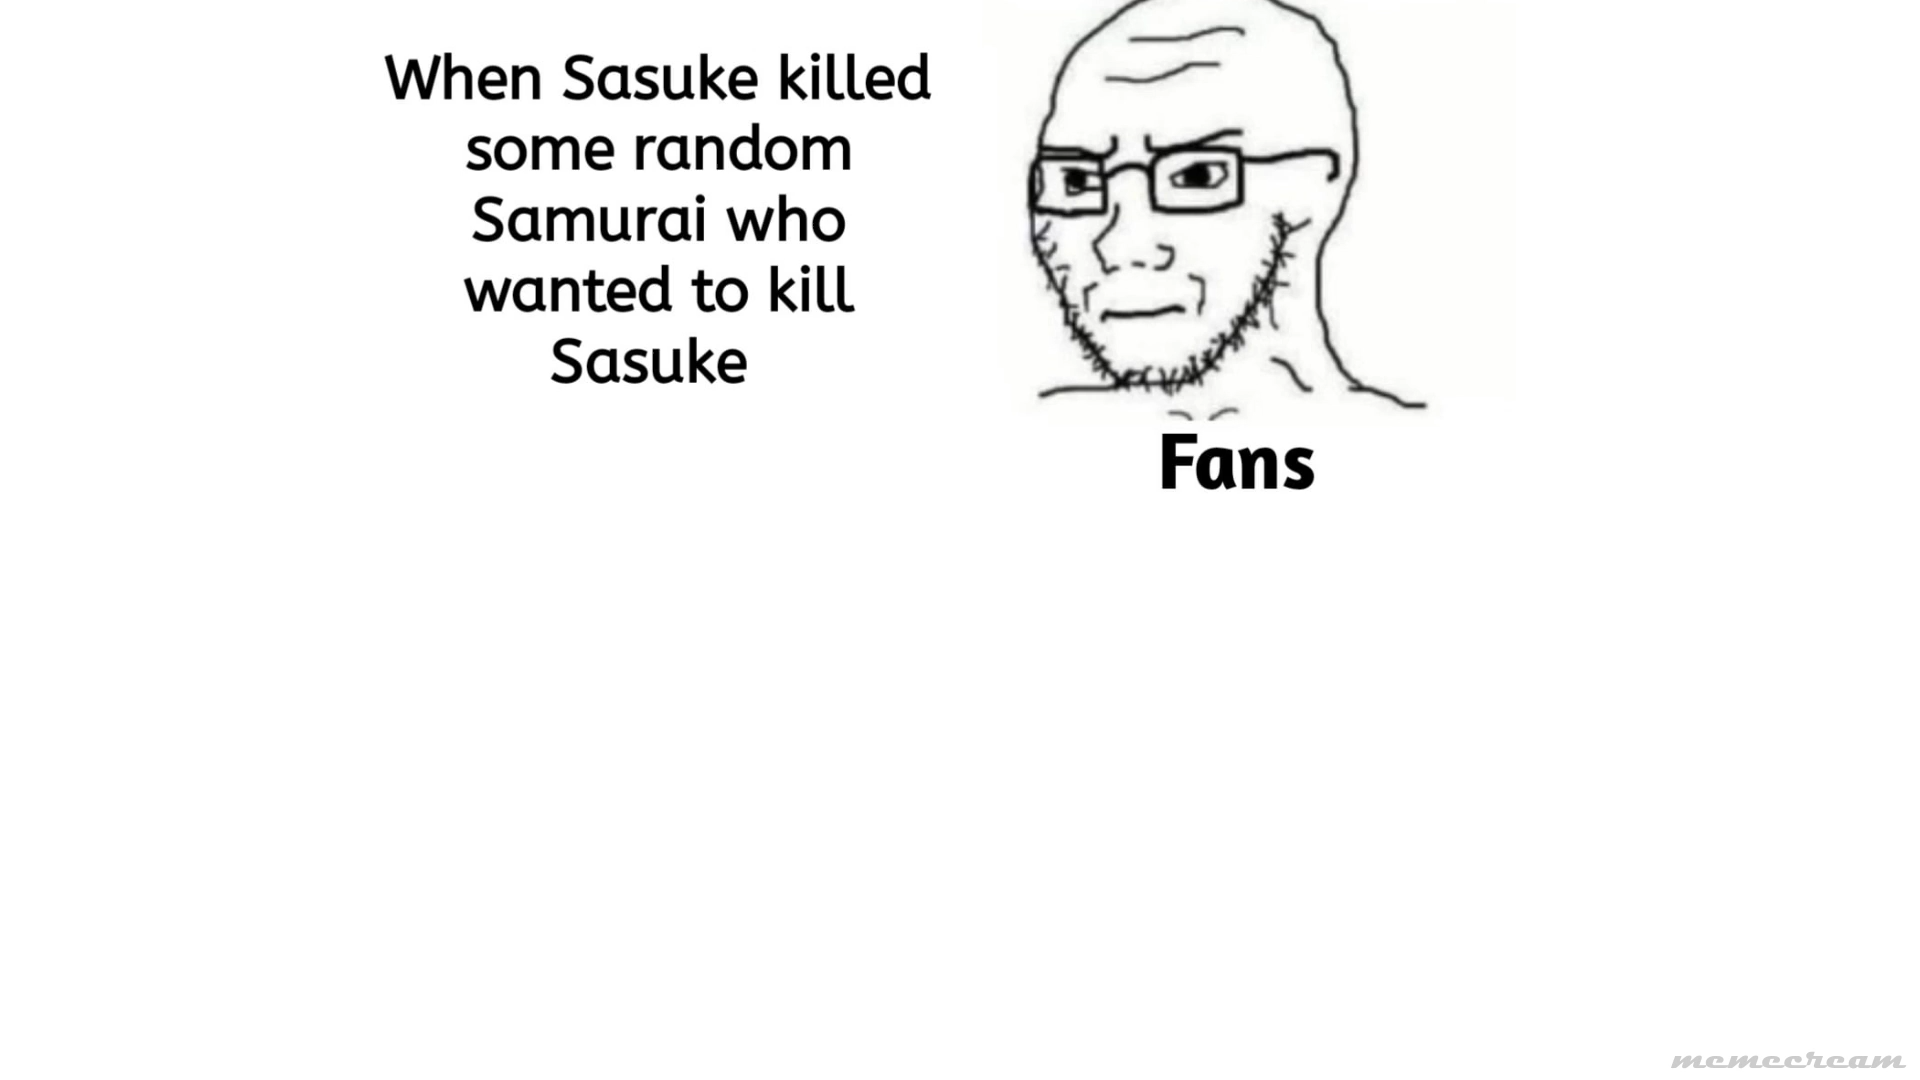 When Sasuke killed
some random
Samurai who
wanted to kill
Sasuke
Fans
memecream